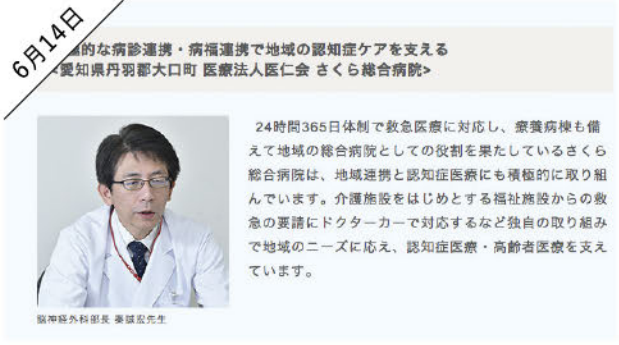 6月14日
的な病診連携・病福連携で地域の認知症ケアを支える
愛知県丹羽郡大口町 医療法人医仁会 さくら総合病院>
24時間365日体制で救急医療に対応し、療養病棟も備
えて地域の総合病院としての役割を果たしているさくら
総合病院は、地域連携と認知症医療にも積極的に取り組
んでいます。介護施設をはじめとする福祉施設からの救
急の要請にドクターカーで対応するなど独自の取り組み
で地域のニーズに応え、認知症医療・高齢者医療を支え
ています。
脳神経外科部長 秦誠宏先生